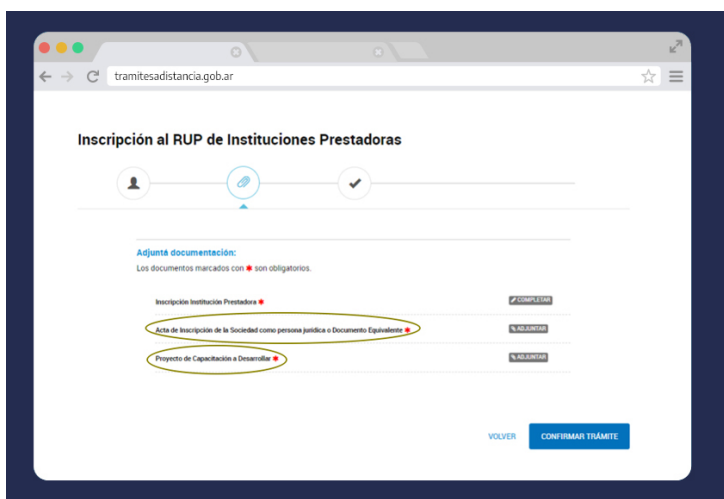 tramitesadistancia.gob.ar
Inscripción al RUP de Instituciones Prestadoras
Adjuntá documentación:
Los documentos marcados con * son obligatorios.
Inscripción Institución Prestadora * COMPLETAR
Acta de Inscripción de la Sociedad como persona jurídica o Documento Equivalente * ADJUNTAR
Proyecto de Capacitación a Desarrollar * ADJUNTAR
VOLVER CONFIRMAR TRÁMITE